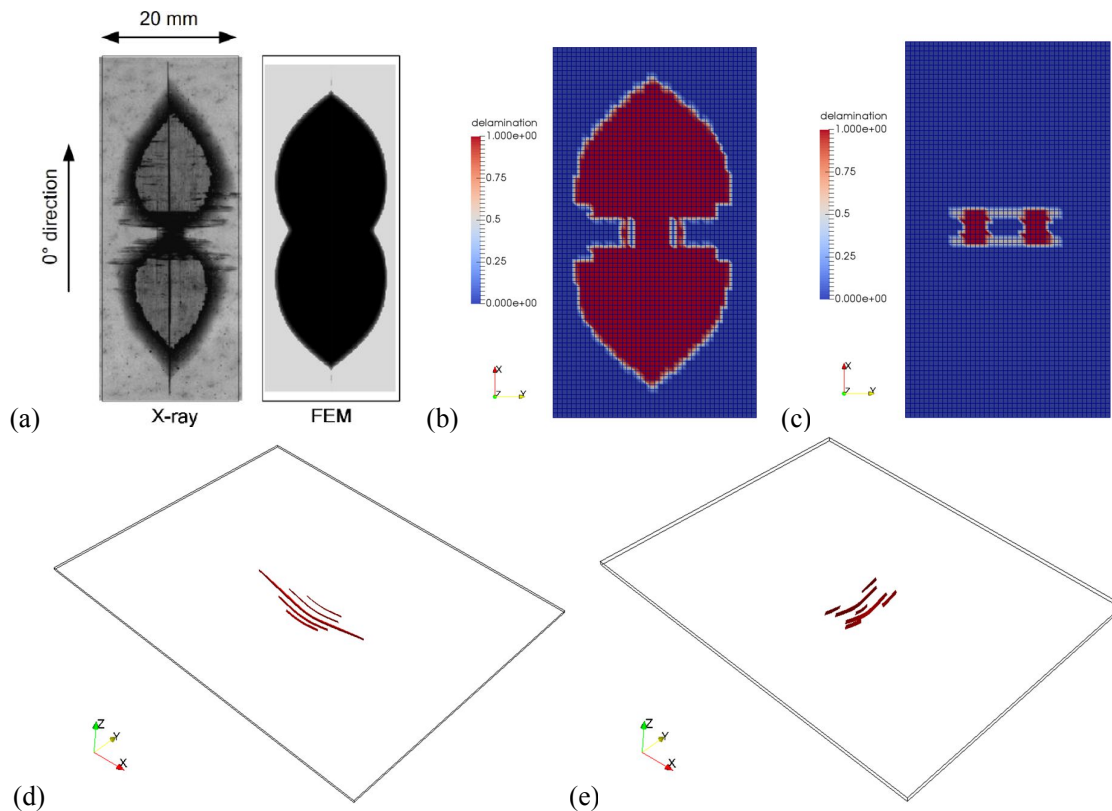 20 mm
0° direction
X-ray
FEM
(a)
delamination
1.000e+00
0.75
0.5
0.25
0.000e+00
X
Z
Y
(b)
delamination
1.000e+00
0.75
0.5
0.25
0.000e+00
X
Z
Y
(c)
Z
Y
X
(d)
Z
Y
X
(e)